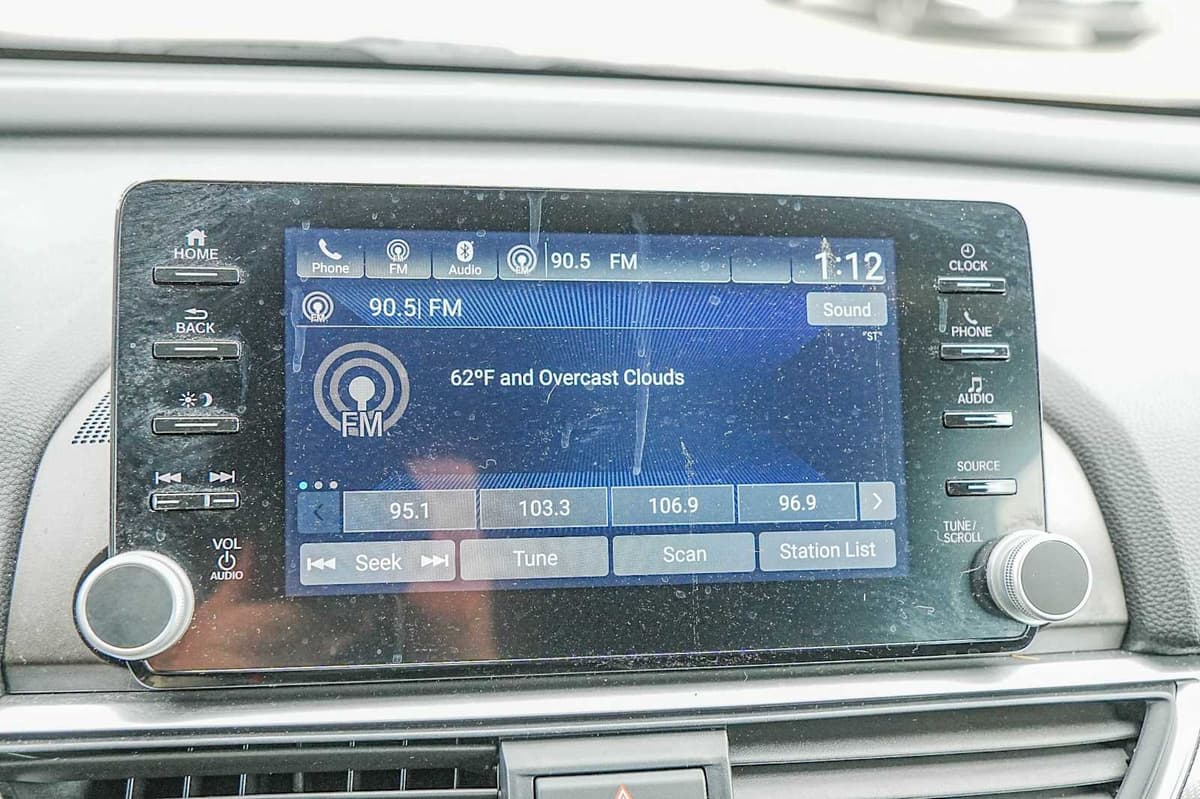 HOME
BACK
VOL
AUDIO
Phone
FM
Audio
FM
90.5 FM
1:12
FM
90.5| FM
Sound
"ST"
FM
62°F and Overcast Clouds
95.1
103.3
106.9
96.9
Seek
Tune
Scan
Station List
CLOCK
PHONE
AUDIO
SOURCE
TUNE/
SCROLL